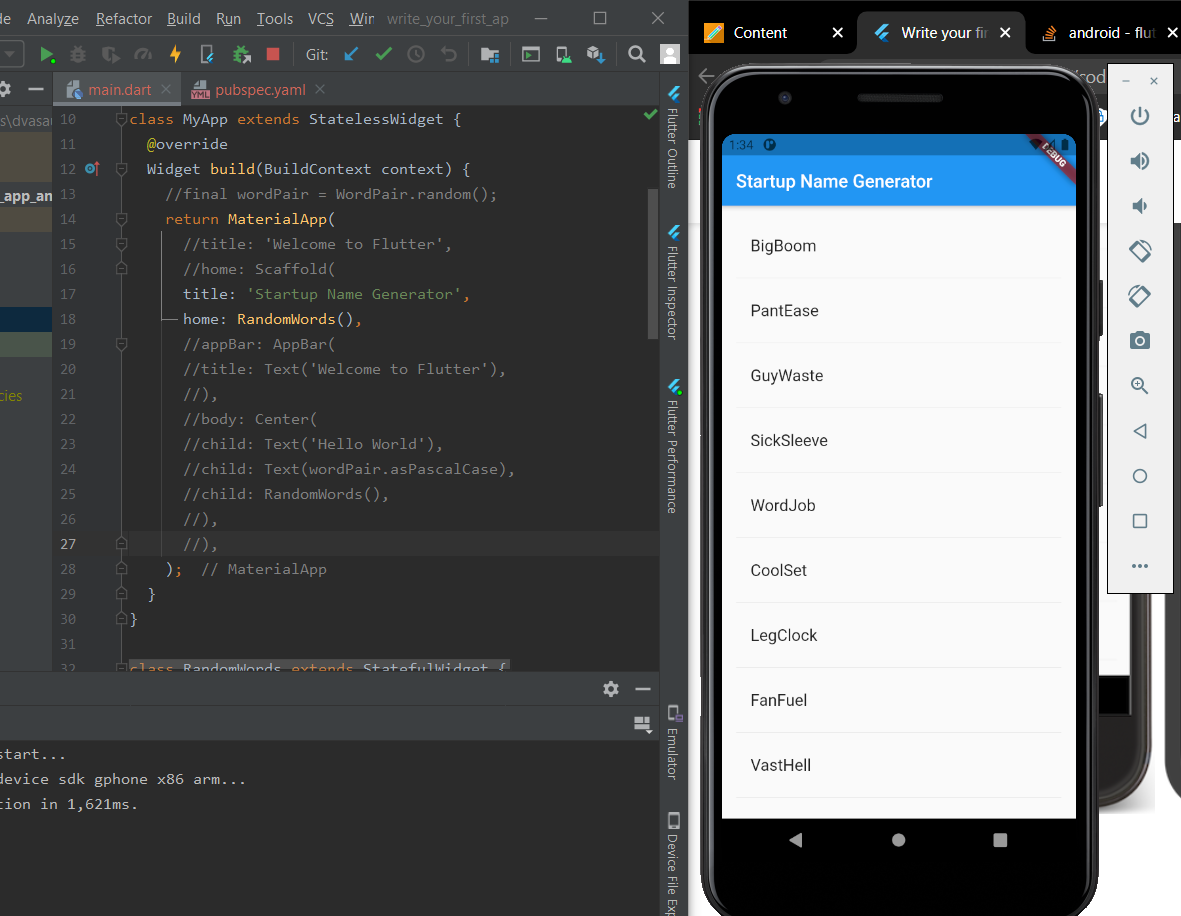 de Analyze Refactor Build Run Tools VCS Win write_your_first_ap
Git:
main.dart
pubspec.yaml
s\dvasau
_app_an
cies
10 class MyApp extends StatelessWidget {
11 @override
12 Widget build(BuildContext context) {
13 //final wordPair = WordPair.random();
14 return MaterialApp(
15 //title: 'Welcome to Flutter',
16 //home: Scaffold(
17 title: 'Startup Name Generator',
18 home: RandomWords(),
19 //appBar: AppBar(
20 //title: Text('Welcome to Flutter'),
21 //),
22 //body: Center(
23 //child: Text('Hello World'),
24 //child: Text(wordPair.asPascalCase),
25 //child: RandomWords(),
26 //),
27 //),
28 ); // MaterialApp
29 }
30 }
31
32 class RandomWords extends StatefulWidget {
start...
device sdk gphone x86 arm...
tion in 1,621ms.
Flutter Outline
Flutter Inspector
Flutter Performance
Emulator
Device File Exp
Content
Write your fir
android - flut
rcod
1:34
DEBUG
Startup Name Generator
BigBoom
PantEase
GuyWaste
SickSleeve
WordJob
CoolSet
LegClock
FanFuel
VastHell